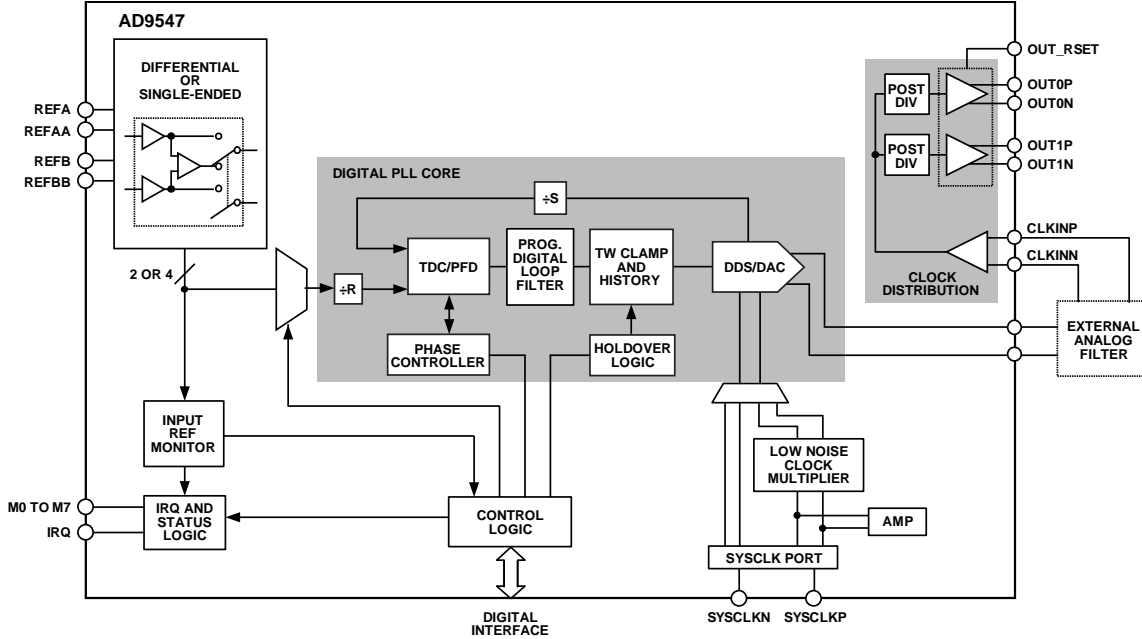 AD9547
DIFFERENTIAL
OR
SINGLE-ENDED
REFA
REFAA
REFB
REFBB
2 OR 4
DIGITAL PLL CORE
÷S
÷R
TDC/PFD
PROG.
DIGITAL
LOOP
FILTER
TW CLAMP
AND
HISTORY
DDS/DAC
PHASE
CONTROLLER
HOLDOVER
LOGIC
OUT_RSET
POST
DIV
OUT0P
OUT0N
POST
DIV
OUT1P
OUT1N
CLKINP
CLKINN
CLOCK
DISTRIBUTION
EXTERNAL
ANALOG
FILTER
INPUT
REF
MONITOR
LOW NOISE
CLOCK
MULTIPLIER
M0 TO M7
IRQ
IRQ AND
STATUS
LOGIC
CONTROL
LOGIC
AMP
SYSCLK PORT
DIGITAL
INTERFACE
SYSCLKN
SYSCLKP